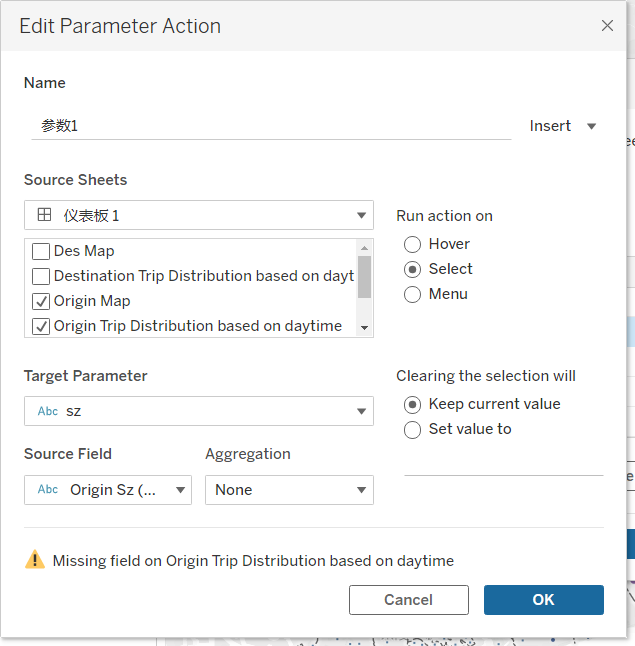 Edit Parameter Action
Name
参数1
Insert
Source Sheets
仪表板 1
Run action on
Des Map
Hover
Destination Trip Distribution based on dayt
Select
Origin Map
Menu
Origin Trip Distribution based on daytime
Target Parameter
Clearing the selection will
Abc sz
Keep current value
Set value to
Source Field
Aggregation
Abc Origin Sz (...
None
Missing field on Origin Trip Distribution based on daytime
Cancel
OK